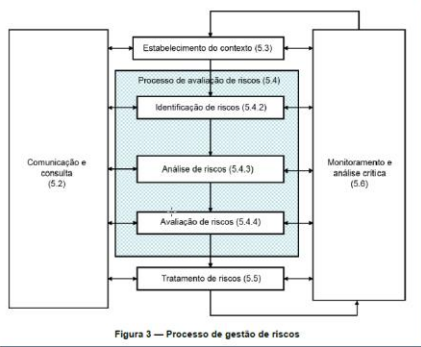 Estabelecimento do contexto (5.3)
Processo de avaliação de riscos (5.4)
Identificação de riscos (5.4.2)
Comunicação e
consulta
(5.2)
Análise de riscos (5.4.3)
Monitoramento e
análise crítica
(5.6)
Avaliação de riscos (5.4.4)
Tratamento de riscos (5.5)
Figura 3 — Processo de gestão de riscos